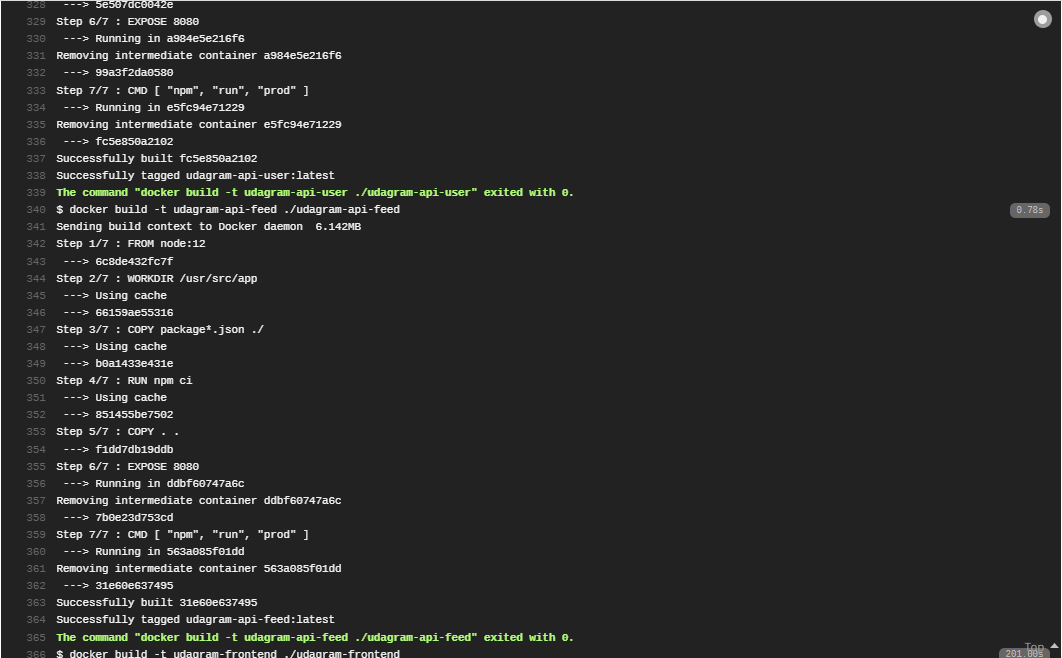 328 ---> 5e507dc0042e
329 Step 6/7 : EXPOSE 8080
330 ---> Running in a984e5e216f6
331 Removing intermediate container a984e5e216f6
332 ---> 99a3f2da0580
333 Step 7/7 : CMD [ "npm", "run", "prod" ]
334 ---> Running in e5fc94e71229
335 Removing intermediate container e5fc94e71229
336 ---> fc5e850a2102
337 Successfully built fc5e850a2102
338 Successfully tagged udagram-api-user:latest
339 The command "docker build -t udagram-api-user ./udagram-api-user" exited with 0.
340 $ docker build -t udagram-api-feed ./udagram-api-feed 0.78s
341 Sending build context to Docker daemon  6.142MB
342 Step 1/7 : FROM node:12
343 ---> 6c8de432fc7f
344 Step 2/7 : WORKDIR /usr/src/app
345 ---> Using cache
346 ---> 66159ae55316
347 Step 3/7 : COPY package*.json ./
348 ---> Using cache
349 ---> b0a1433e431e
350 Step 4/7 : RUN npm ci
351 ---> Using cache
352 ---> 851455be7502
353 Step 5/7 : COPY . .
354 ---> f1dd7db19ddb
355 Step 6/7 : EXPOSE 8080
356 ---> Running in ddbf60747a6c
357 Removing intermediate container ddbf60747a6c
358 ---> 7b0e23d753cd
359 Step 7/7 : CMD [ "npm", "run", "prod" ]
360 ---> Running in 563a085f01dd
361 Removing intermediate container 563a085f01dd
362 ---> 31e60e637495
363 Successfully built 31e60e637495
364 Successfully tagged udagram-api-feed:latest
365 The command "docker build -t udagram-api-feed ./udagram-api-feed" exited with 0.
Top
366 $ docker build -t udagram-frontend ./udagram-frontend 201.00s